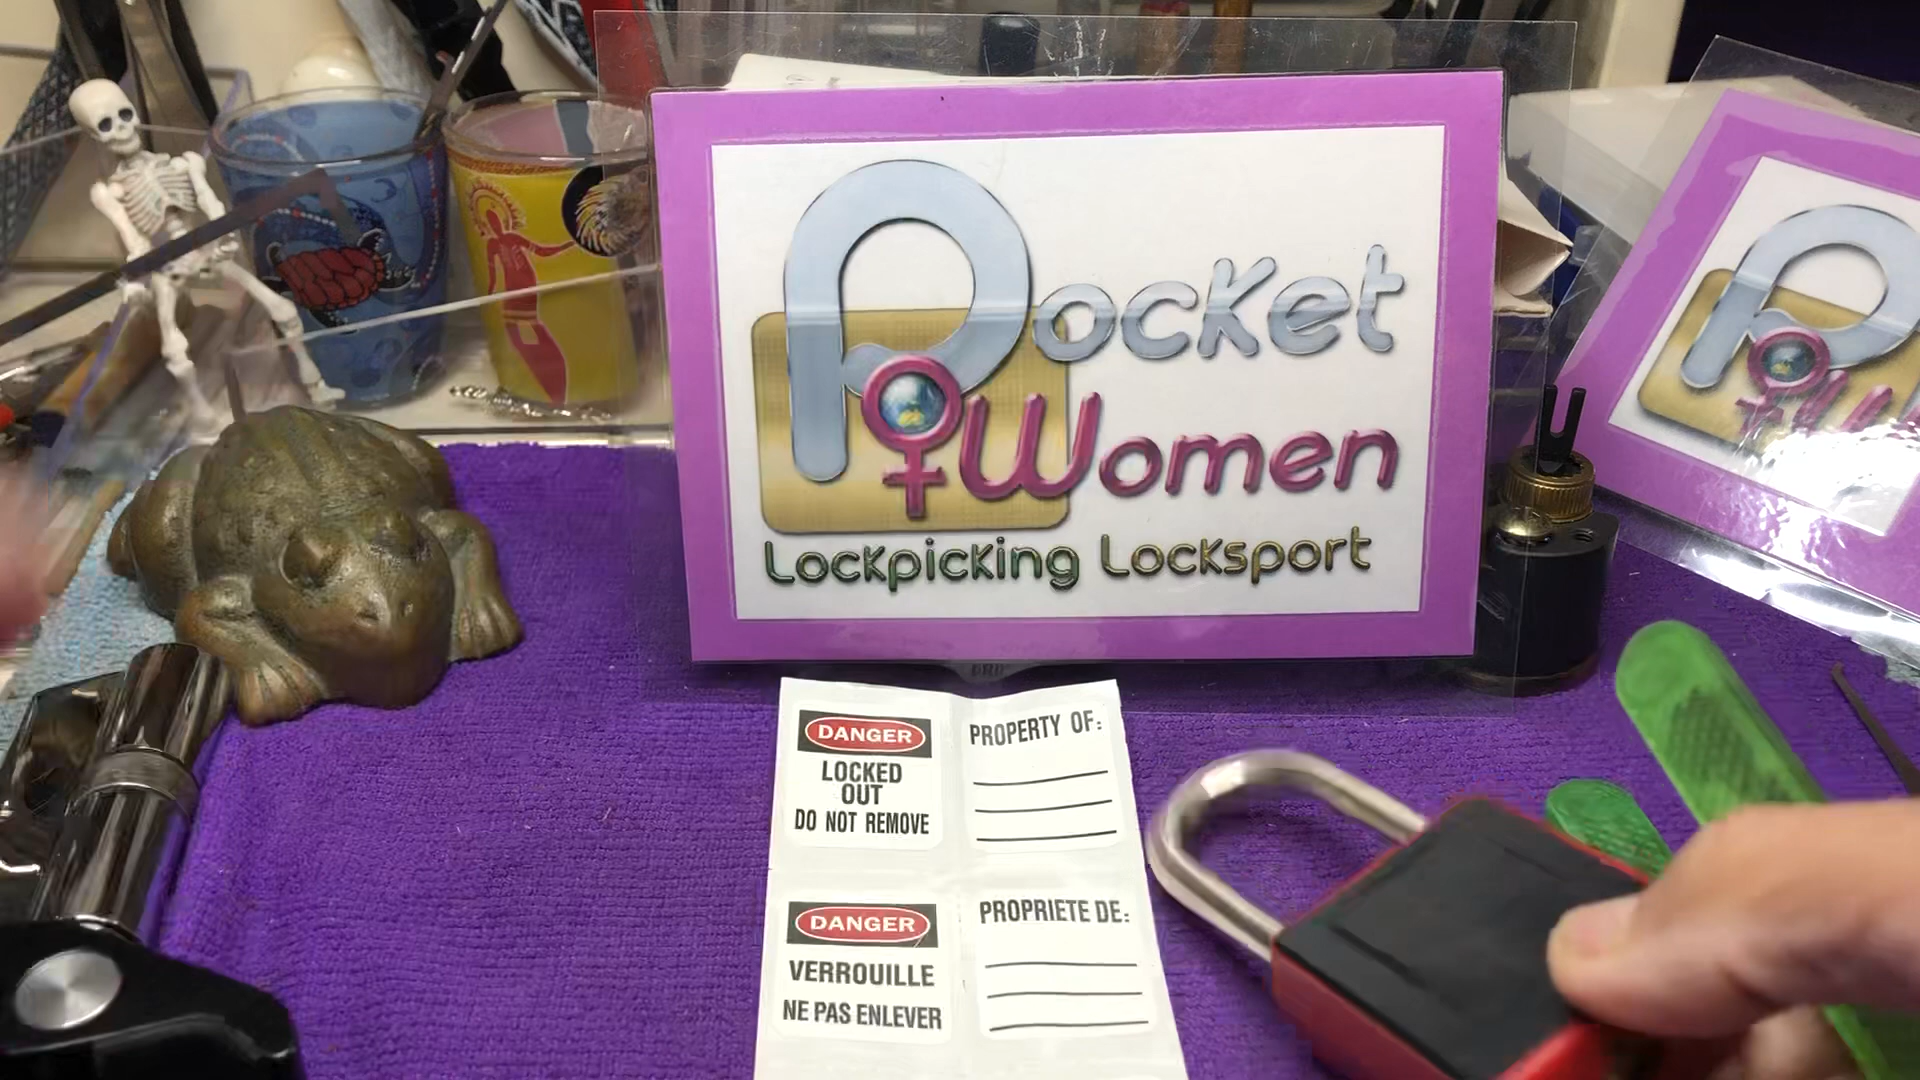 Pocket
Women
Lockpicking Locksport
DANGER
LOCKED
OUT
DO NOT REMOVE
PROPERTY OF:
DANGER
VERROUILLE
NE PAS ENLEVER
PROPRIETE DE: